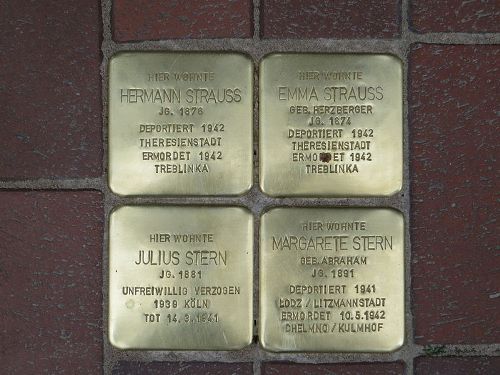 HIER WOHNTE
HERMANN STRAUSS
JG. 1876
DEPORTIERT 1942
THERESIENSTADT
ERMORDET 1942
TREBLINKA
HIER WOHNTE
EMMA STRAUSS
GEB. HERZBERGER
JG. 1874
DEPORTIERT 1942
THERESIENSTADT
ERMORDET 1942
TREBLINKA
HIER WOHNTE
JULIUS STERN
JG. 1881
UNFREIWILLIG VERZOGEN
1939 KÖLN
TOT 14.3.1941
HIER WOHNTE
MARGARETE STERN
GEB. ABRAHAM
JG. 1891
DEPORTIERT 1941
LODZ / LITZMANNSTADT
ERMORDET 10.5.1942
CHELMNO / KULMHOF